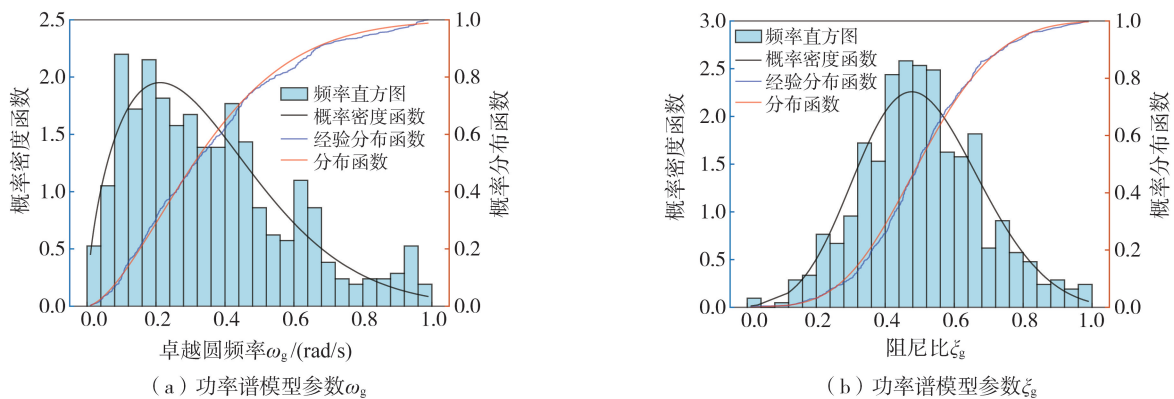 2.5
2.0
1.5
1.0
0.5
0.0
概率密度函数
频率直方图
概率密度函数
经验分布函数
分布函数
1.0
0.8
0.6
0.4
0.2
0.0
概率分布函数
0.0 0.2 0.4 0.6 0.8 1.0
卓越圆频率ωg/(rad/s)
（a）功率谱模型参数ωg
3.0
2.5
2.0
1.5
1.0
0.5
0.0
概率密度函数
频率直方图
概率密度函数
经验分布函数
分布函数
1.0
0.8
0.6
0.4
0.2
0.0
概率分布函数
0.0 0.2 0.4 0.6 0.8 1.0
阻尼比ξg
（b）功率谱模型参数ξg